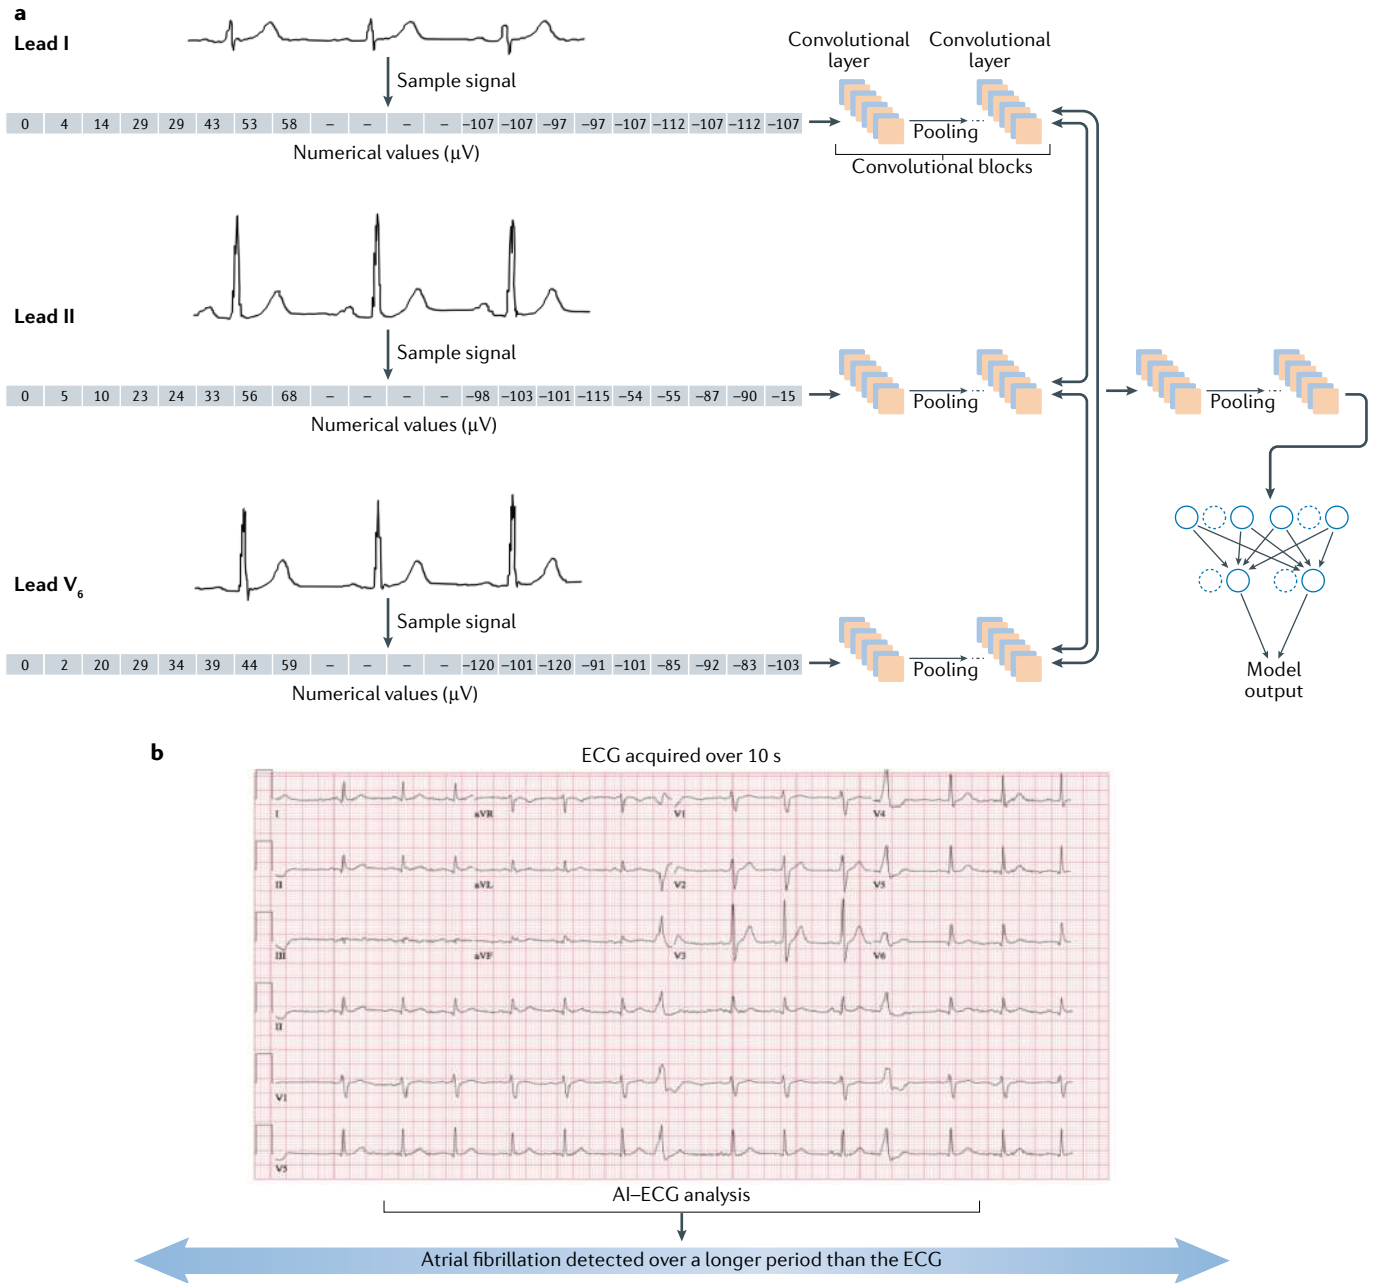 a
Lead I
Sample signal
0 4 14 29 29 43 53 58 – – – – –107 –107 –97 –97 –107 –112 –107 –112 –107
Numerical values (μV)
Convolutional layer
Convolutional layer
Pooling
Convolutional blocks
Lead II
Sample signal
0 5 10 23 24 33 56 68 – – – – –98 –103 –101 –115 –54 –55 –87 –90 –15
Numerical values (μV)
Pooling
Pooling
Lead V6
Sample signal
0 2 20 29 34 39 44 59 – – – – –120 –101 –120 –91 –101 –85 –92 –83 –103
Numerical values (μV)
Pooling
Model
output
b
ECG acquired over 10 s
I aVR V1 V4
II aVL V2 V5
III aVF V3 V6
II
V1
V5
AI–ECG analysis
Atrial fibrillation detected over a longer period than the ECG